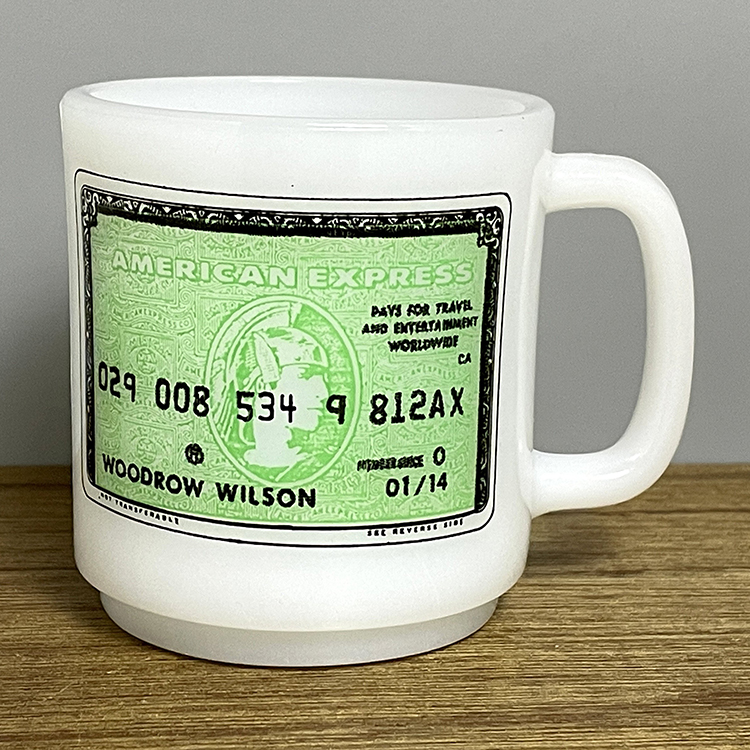 AMERICAN EXPRESS
PAYS FOR TRAVEL
AND ENTERTAINMENT
WORLDWIDE
CA
029 008 534 9 812AX
0
WOODROW WILSON
01/14
NOT TRANSFERABLE
SEE REVERSE SIDE